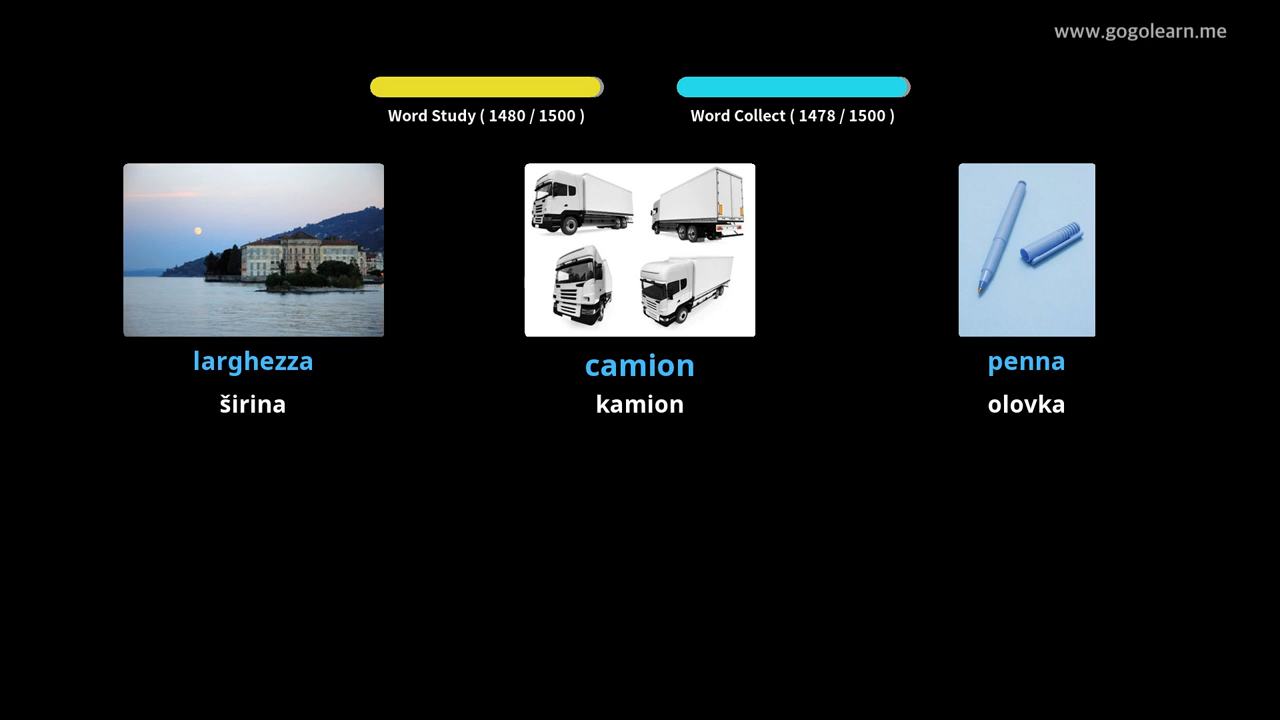 www.gogolearn.me
Word Study ( 1480 / 1500 )
Word Collect ( 1478 / 1500 )
larghezza
camion
penna
širina
kamion
olovka